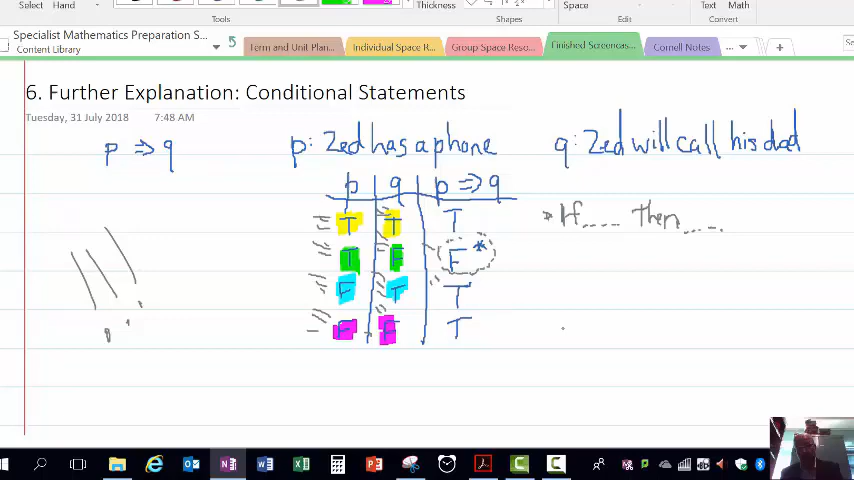 Select Hand Thickness Space Text Math
Tools Shapes Edit Convert
Specialist Mathematics Preparation S...
Content Library
Term and Unit Plan... Individual Space R... Group Space Reso... Finished Screencas... Cornell Notes ...
6. Further Explanation: Conditional Statements
Tuesday, 31 July 2018 7:48 AM
p ⇒ q p: Zed has a phone q: Zed will call his dad
p q p ⇒ q
T T T
T F F *
F T T
F F T
* If .... then ....